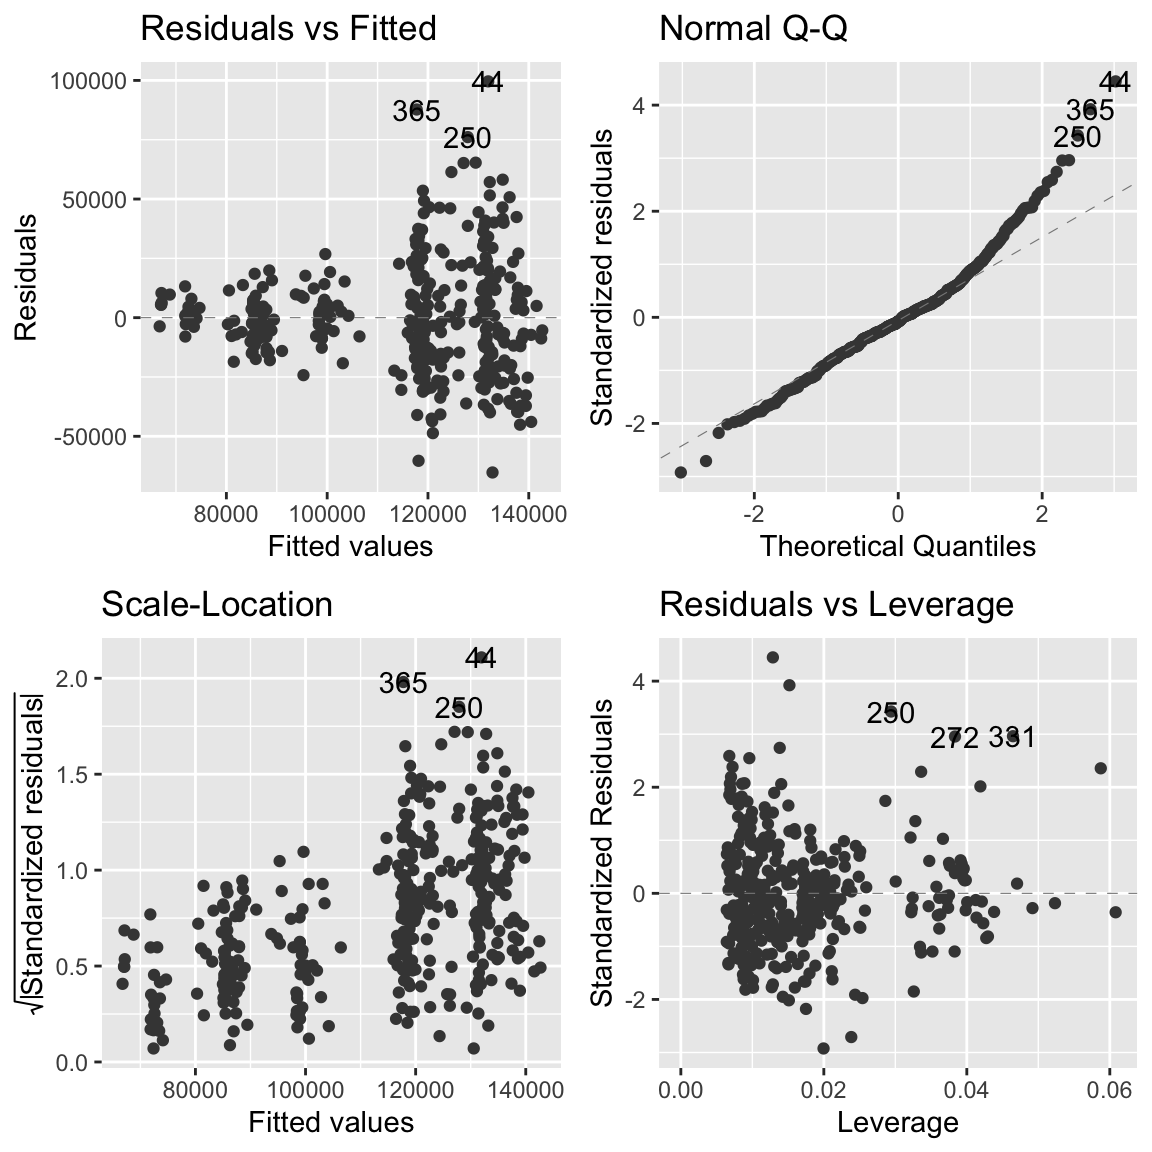 Residuals vs Fitted
100000
50000
0
-50000
Residuals
44
365
250
80000 100000 120000 140000
Fitted values
Normal Q-Q
4
2
0
-2
Standardized residuals
44
365
250
-2 0 2
Theoretical Quantiles
Scale-Location
2.0
1.5
1.0
0.5
0.0
√|Standardized residuals|
44
365
250
80000 100000 120000 140000
Fitted values
Residuals vs Leverage
4
2
0
-2
Standardized Residuals
250
272 391
0.00 0.02 0.04 0.06
Leverage